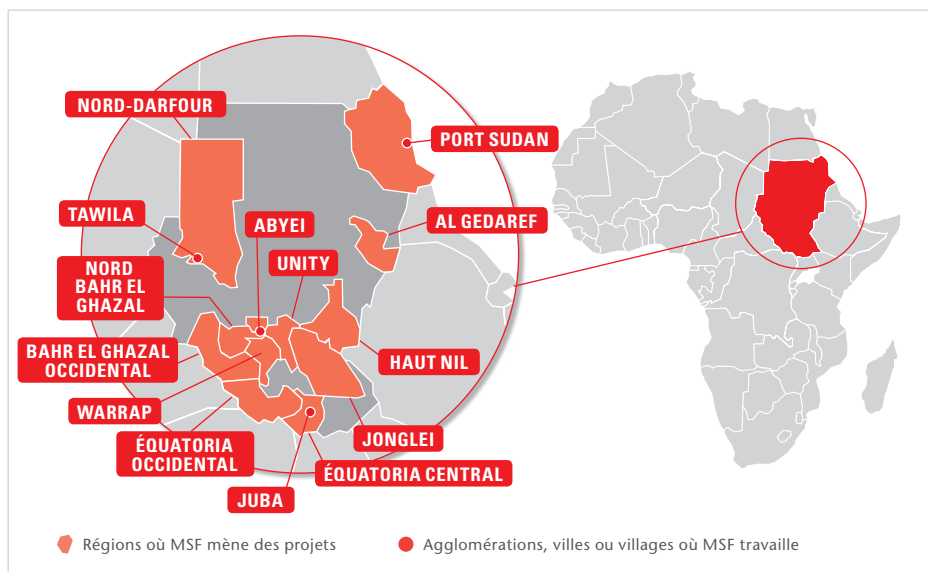 NORD-DARFOUR
PORT SUDAN
TAWILA
ABYEI
AL GEDAREF
UNITY
NORD
BAHR EL
GHAZAL
BAHR EL GHAZAL
OCCIDENTAL
HAUT NIL
WARRAP
JONGLEI
ÉQUATORIA
OCCIDENTAL
ÉQUATORIA CENTRAL
JUBA
Régions où MSF mène des projets
Agglomérations, villes ou villages où MSF travaille